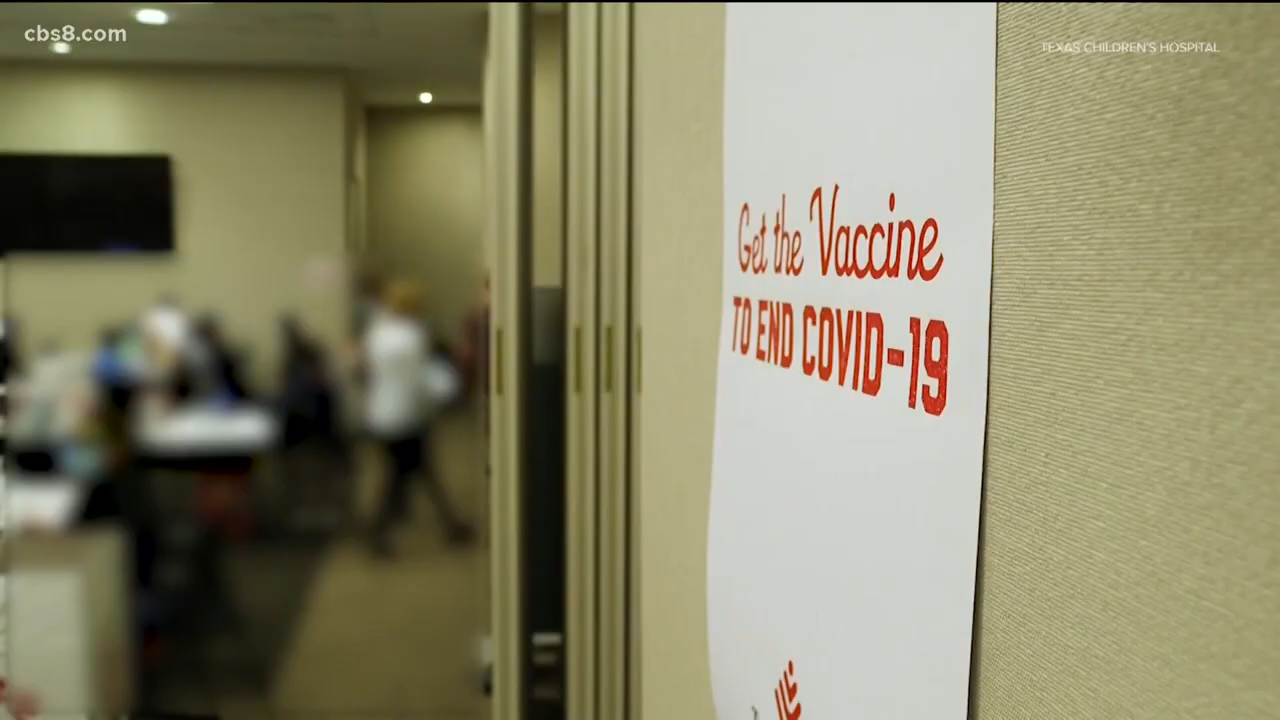 cbs8.com
TEXAS CHILDREN'S HOSPITAL
Get the Vaccine
TO END COVID-19